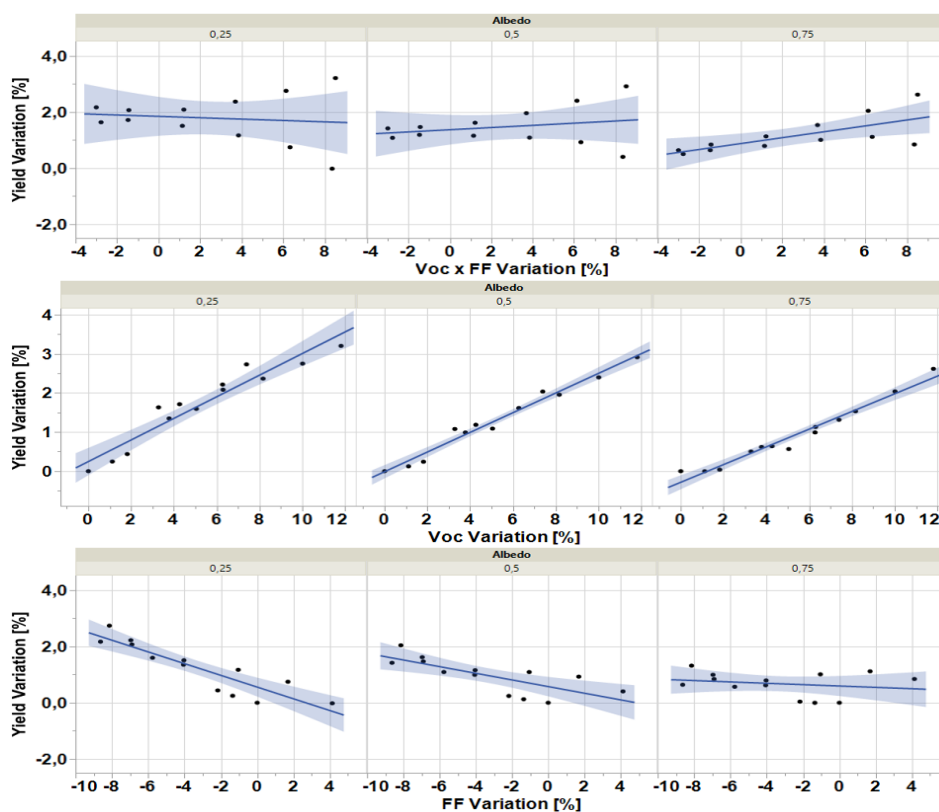 Albedo
0,25 0,5 0,75
4,0
2,0
0,0
-2,0
Yield Variation [%]
-4 -2 0 2 4 6 8 -4 -2 0 2 4 6 8 -4 -2 0 2 4 6 8
Voc x FF Variation [%]
Albedo
0,25 0,5 0,75
4
3
2
1
0
Yield Variation [%]
0 2 4 6 8 10 12 0 2 4 6 8 10 12 0 2 4 6 8 10 12
Voc Variation [%]
Albedo
0,25 0,5 0,75
4,0
2,0
0,0
-2,0
Yield Variation [%]
-10 -8 -6 -4 -2 0 2 4 -10 -8 -6 -4 -2 0 2 4 -10 -8 -6 -4 -2 0 2 4
FF Variation [%]